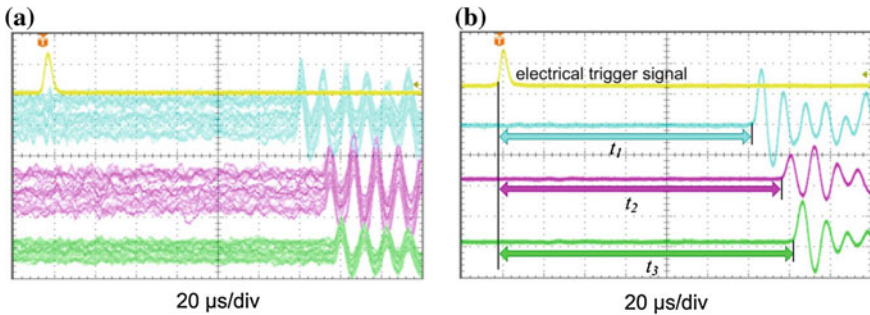 (a)
(b)
T
T
electrical trigger signal
t1
t2
t3
20 µs/div
20 µs/div